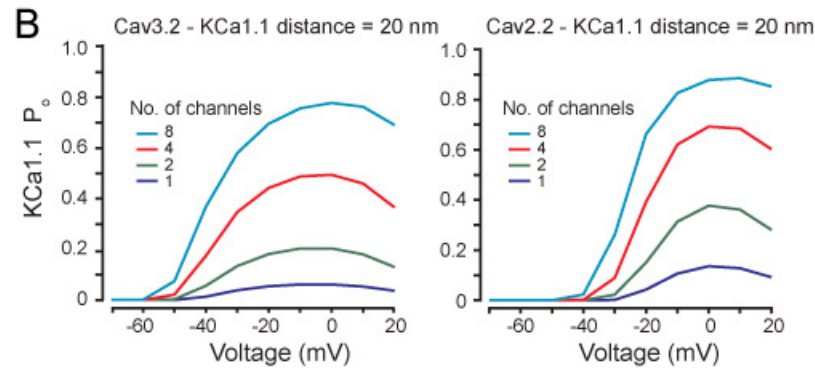 B
Cav3.2 - KCa1.1 distance = 20 nm
KCa1.1 Pₒ
1.0
0.8
0.6
0.4
0.2
0
No. of channels
8
4
2
1
-60 -40 -20 0 20
Voltage (mV)
Cav2.2 - KCa1.1 distance = 20 nm
1.0
0.8
0.6
0.4
0.2
0
No. of channels
8
4
2
1
-60 -40 -20 0 20
Voltage (mV)